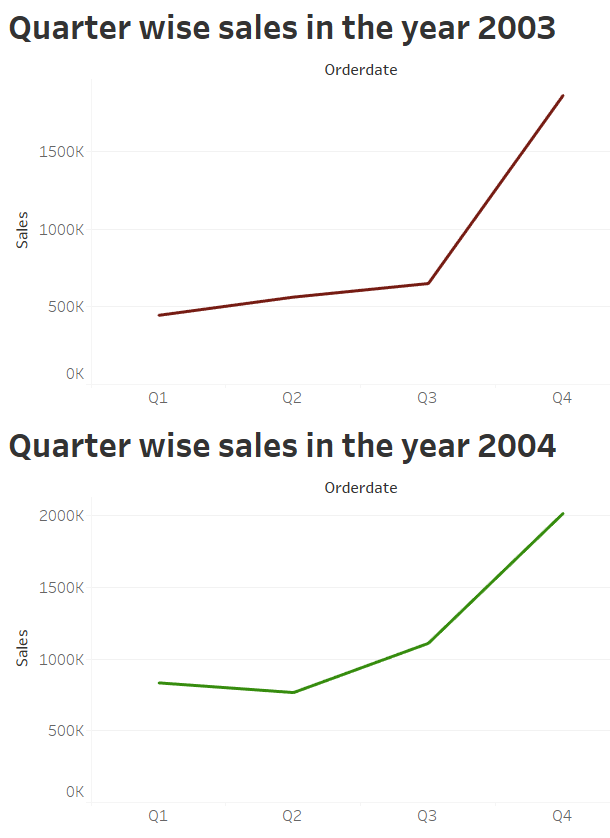 Quarter wise sales in the year 2003
Orderdate
Sales
1500K
1000K
500K
0K
Q1 Q2 Q3 Q4
Quarter wise sales in the year 2004
Orderdate
Sales
2000K
1500K
1000K
500K
0K
Q1 Q2 Q3 Q4